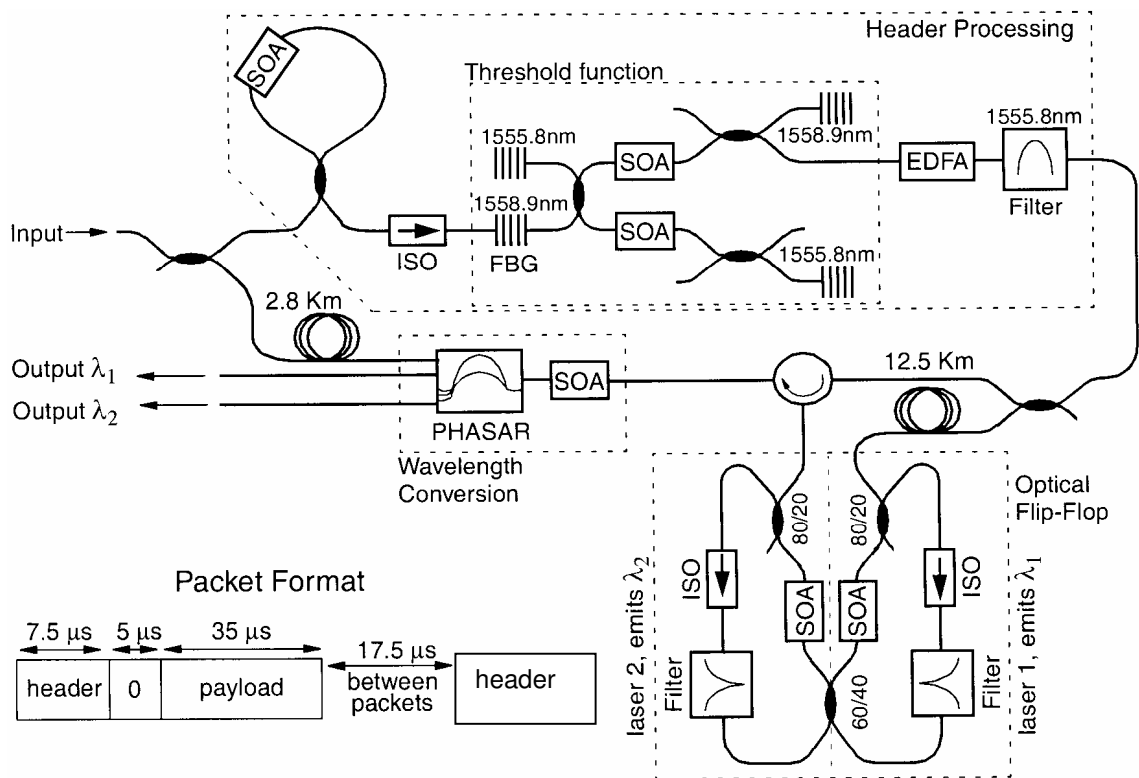 Header Processing
SOA
Threshold function
1555.8nm
1558.9nm
1555.8nm
SOA
1558.9nm
EDFA
Filter
SOA
1555.8nm
Input
ISO
FBG
2.8 Km
Output λ1
Output λ2
PHASAR
SOA
12.5 Km
Wavelength
Conversion
Optical
Flip-Flop
80/20
80/20
ISO
ISO
SOA
SOA
Filter
Filter
60/40
laser 2, emits λ2
laser 1, emits λ1
Packet Format
7.5 μs
5 μs
35 μs
17.5 μs
header
0
payload
between
packets
header